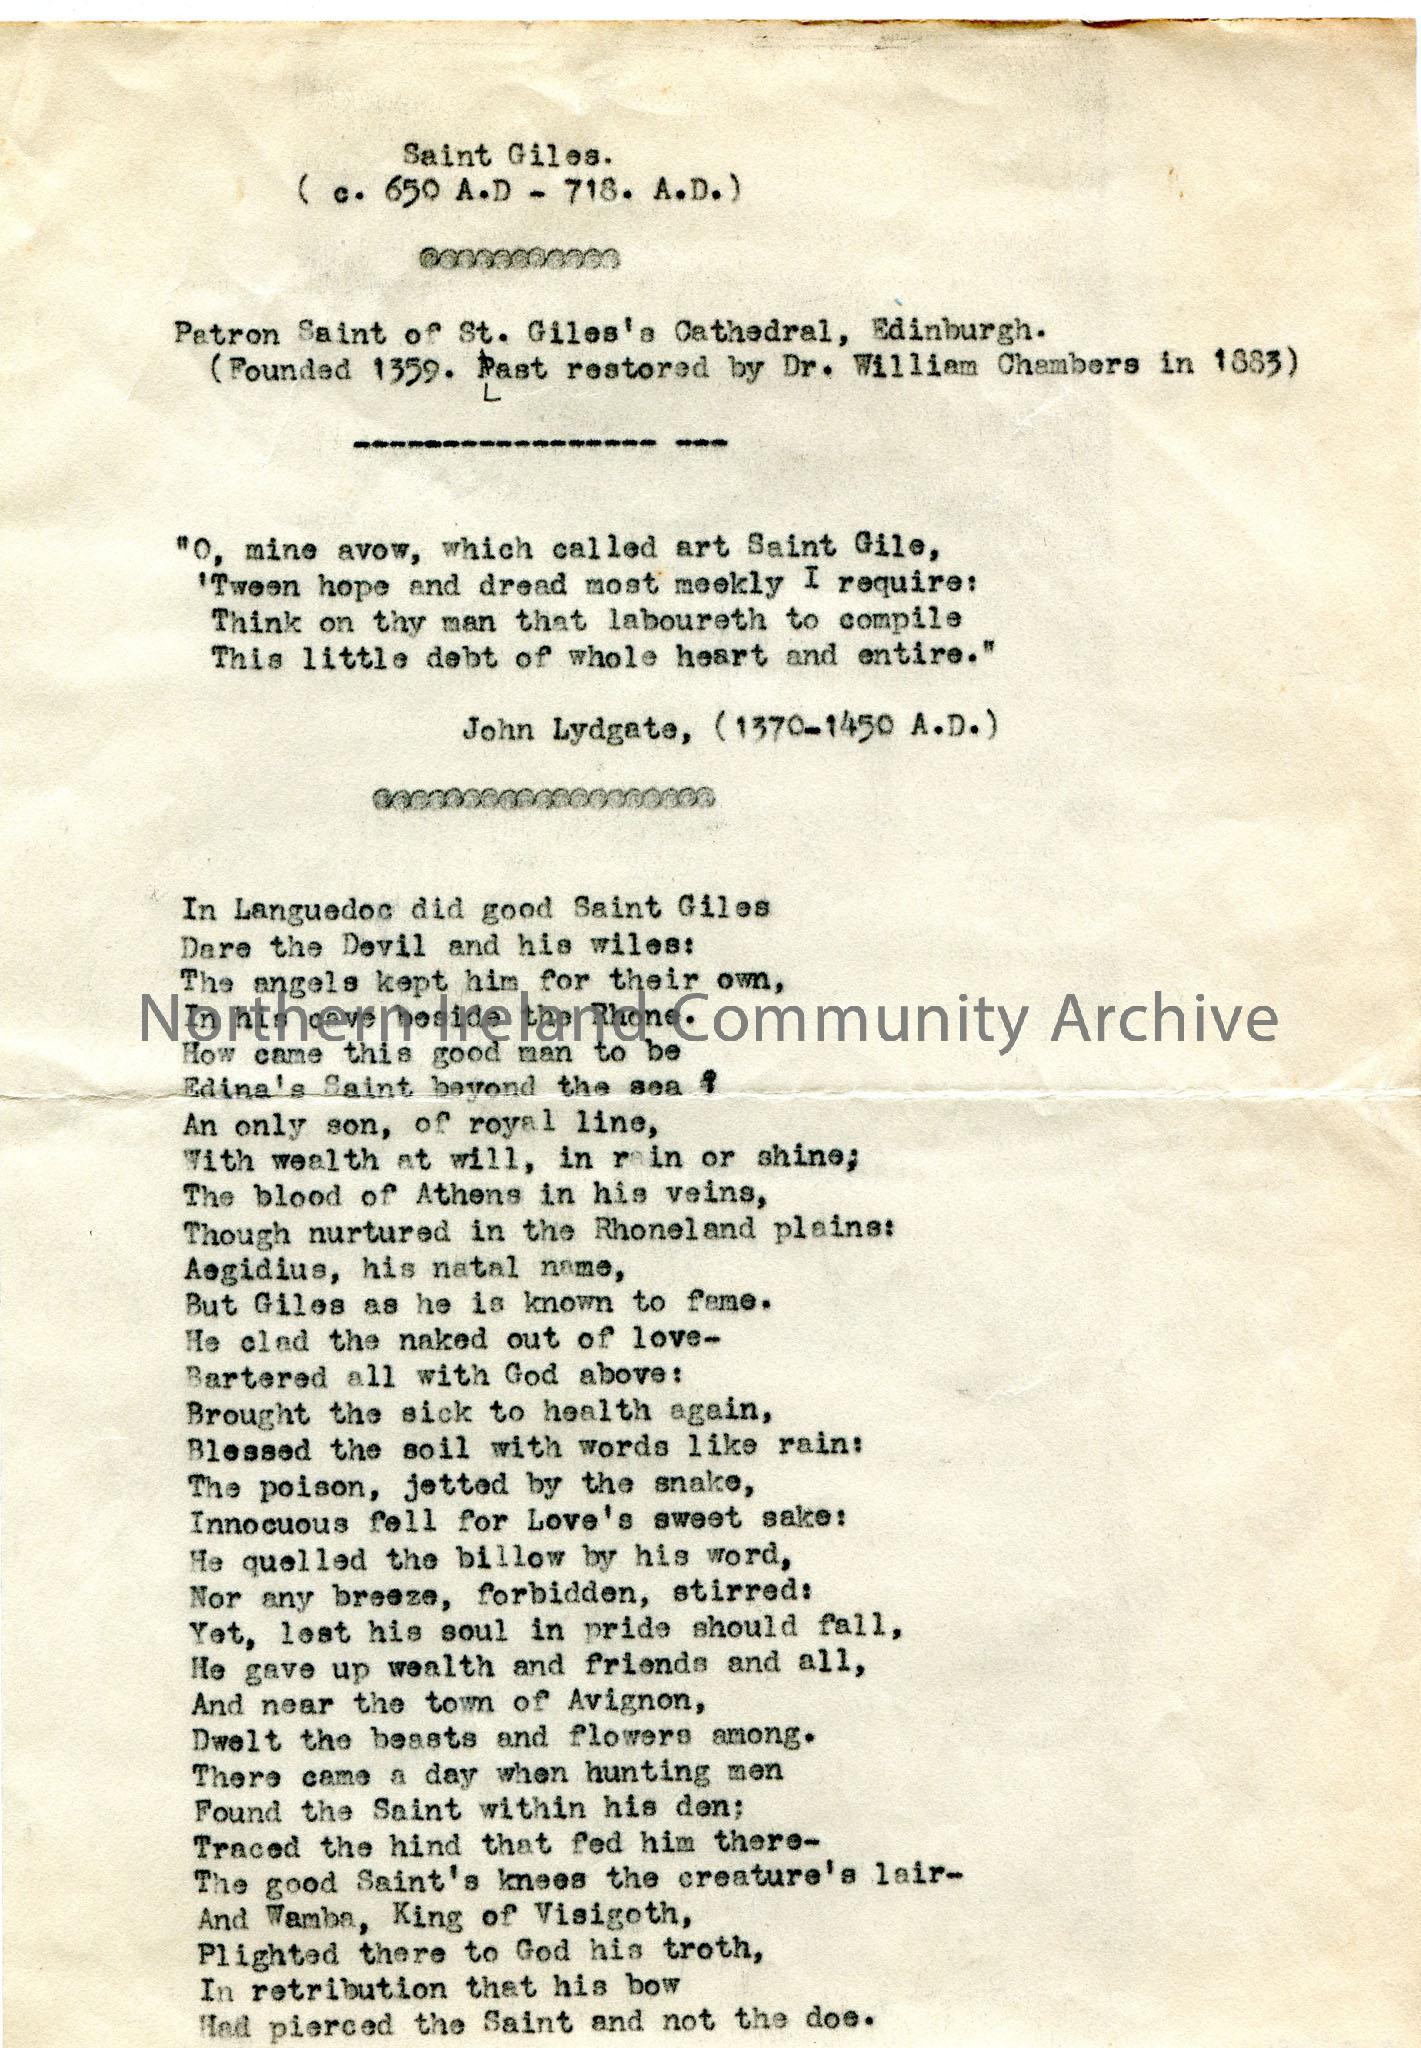 Saint Giles.
( c. 650 A.D - 718. A.D.)
@@@@@@@@@@@
Patron Saint of St. Giles's Cathedral, Edinburgh.
(Founded 1359. Last restored by Dr. William Chambers in 1883)
----------------- ---
"O, mine avow, which called art Saint Gile,
'Tween hope and dread most meekly I require:
Think on thy man that laboureth to compile
This little debt of whole heart and entire."
John Lydgate, (1370-1450 A.D.)
@@@@@@@@@@@@@@@@@@@
In Languedoc did good Saint Giles
Dare the Devil and his wiles:
The angels kept him for their own,
In his cave beside the Rhone.
Northern Ireland Community Archive
How came this good man to be
Edina's Saint beyond the sea ?
An only son, of royal line,
With wealth at will, in rain or shine;
The blood of Athens in his veins,
Though nurtured in the Rhoneland plains:
Aegidius, his natal name,
But Giles as he is known to fame.
He clad the naked out of love-
Bartered all with God above:
Brought the sick to health again,
Blessed the soil with words like rain:
The poison, jetted by the snake,
Innocuous fell for Love's sweet sake:
He quelled the billow by his word,
Nor any breeze, forbidden, stirred:
Yet, lest his soul in pride should fall,
He gave up wealth and friends and all,
And near the town of Avignon,
Dwelt the beasts and flowers among.
There came a day when hunting men
Found the Saint within his den;
Traced the hind that fed him there-
The good Saint's knees the creature's lair-
And Wamba, King of Visigoth,
Plighted there to God his troth,
In retribution that his bow
Had pierced the Saint and not the doe.